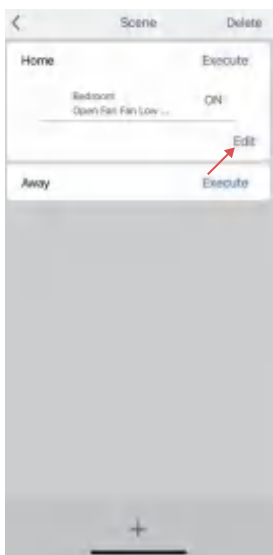 Scene Delete
Home Execute
Bedroom ON
Open Fan Fan Low ...
Edit
Away Execute
+